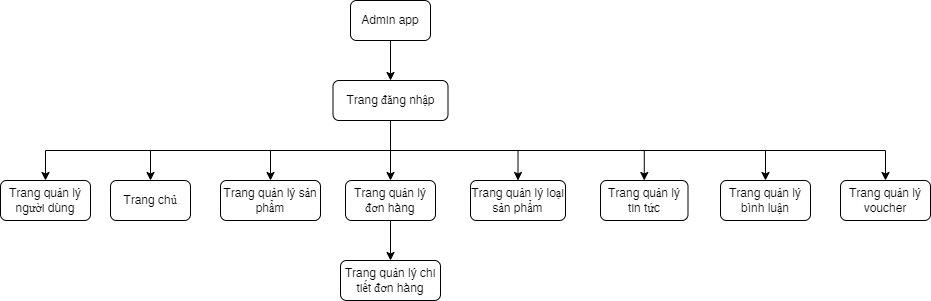 Admin app
Trang đăng nhập
Trang quản lý
người dùng
Trang chủ
Trang quản lý sản
phẩm
Trang quản lý
đơn hàng
Trang quản lý loại
sản phẩm
Trang quản lý
tin tức
Trang quản lý
bình luận
Trang quản lý
voucher
Trang quản lý chi
tiết đơn hàng